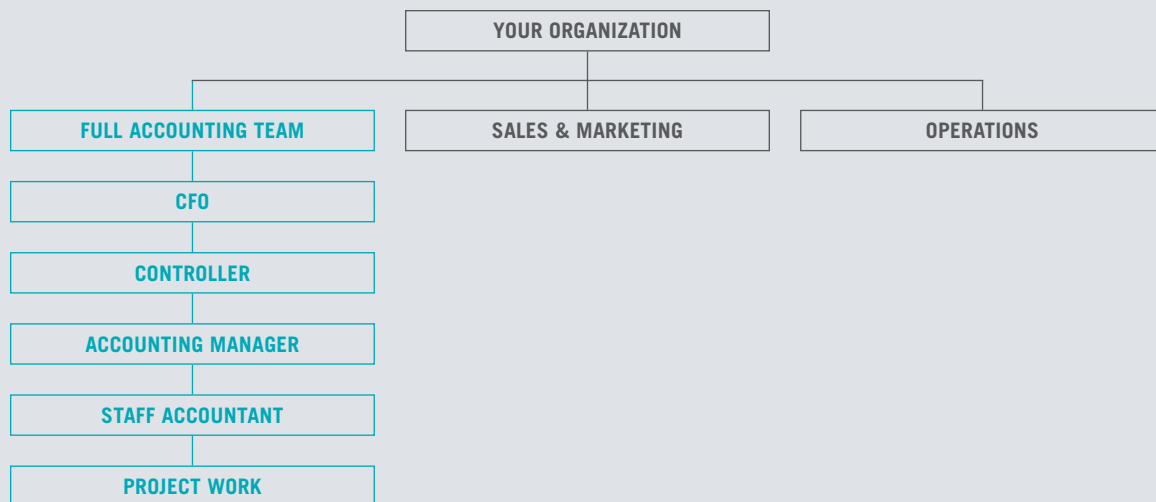 YOUR ORGANIZATION
FULL ACCOUNTING TEAM
SALES & MARKETING
OPERATIONS
CFO
CONTROLLER
ACCOUNTING MANAGER
STAFF ACCOUNTANT
PROJECT WORK